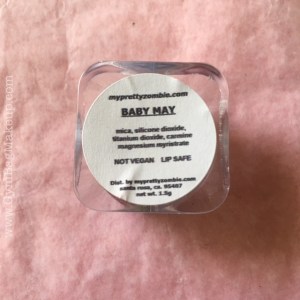 myprettyzombie.com
BABY MAY
mica, silicone dioxide,
titanium dioxide, carmine
magnesium myristrate
NOT VEGAN LIP SAFE
Dist. by myprettyzombie.com
santa rosa, ca. 95407
net wt. 1.5g